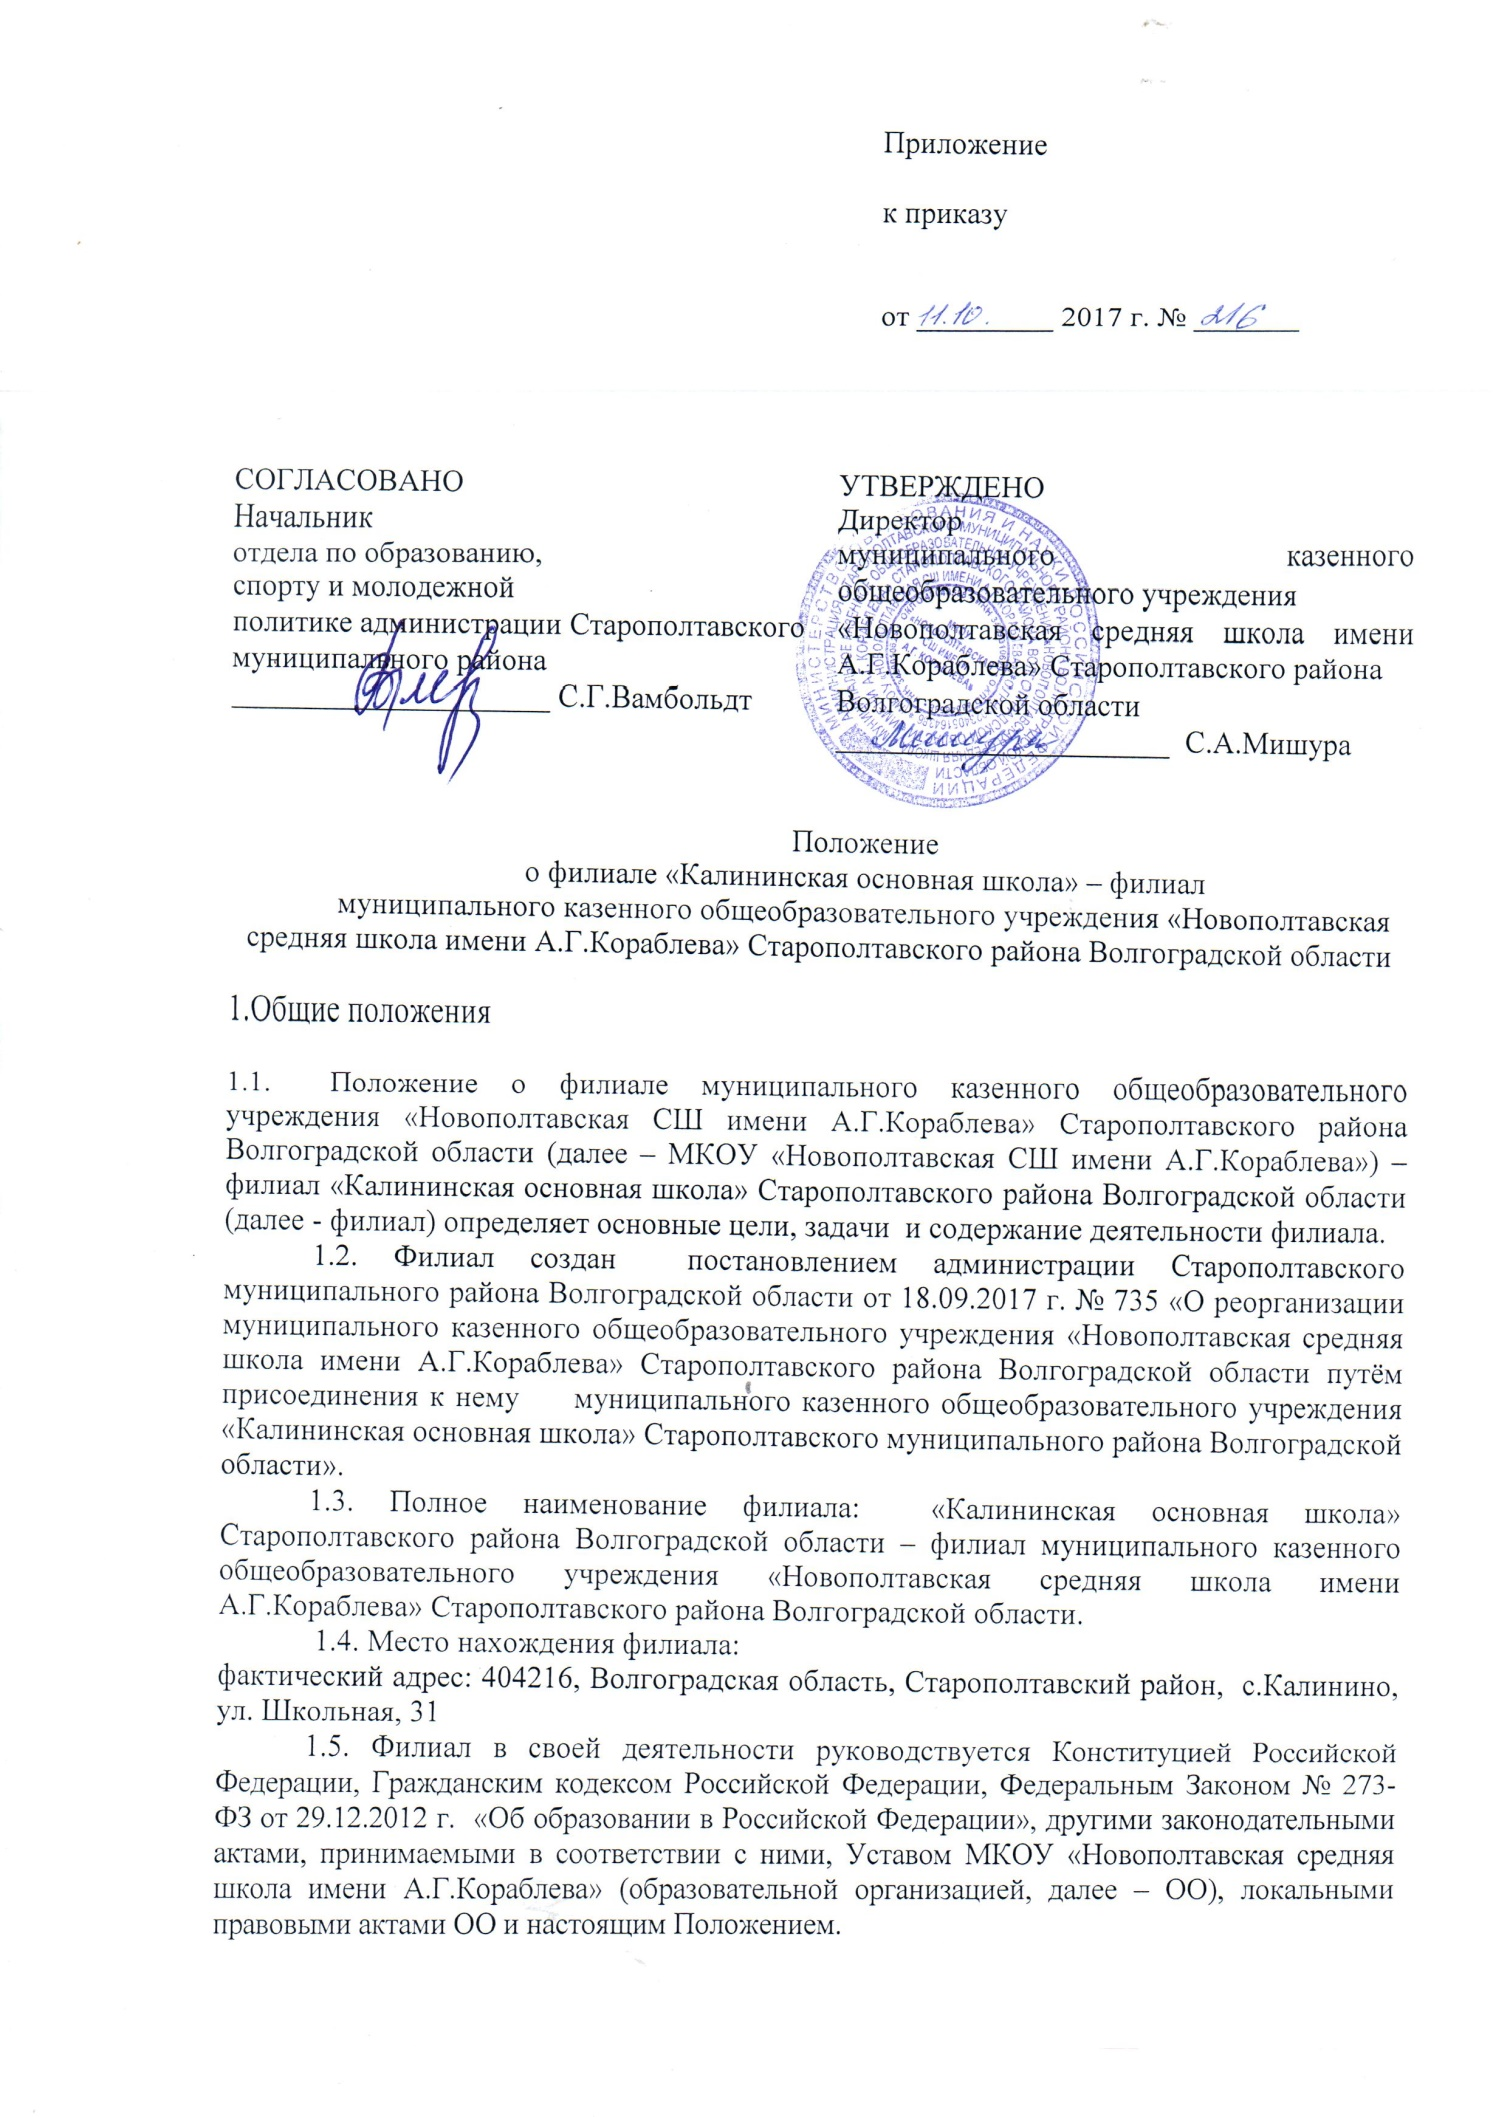 Приложение
к приказу
от 11.10. 2017 г. № 216
СОГЛАСОВАНО
Начальник
отдела по образованию,
спорту и молодежной
политике администрации Старополтавского
муниципального района
С.Г.Вамбольдт
УТВЕРЖДЕНО
Директор
муниципального казенного
общеобразовательного учреждения
«Новополтавская средняя школа имени
А.Г.Кораблева» Старополтавского района
Волгоградской области
Мишура С.А.Мишура
Положение
о филиале «Калининская основная школа» – филиал
муниципального казенного общеобразовательного учреждения «Новополтавская
средняя школа имени А.Г.Кораблева» Старополтавского района Волгоградской области
1.Общие положения
1.1. Положение о филиале муниципального казенного общеобразовательного
учреждения «Новополтавская СШ имени А.Г.Кораблева» Старополтавского района
Волгоградской области (далее – МКОУ «Новополтавская СШ имени А.Г.Кораблева») –
филиал «Калининская основная школа» Старополтавского района Волгоградской области
(далее - филиал) определяет основные цели, задачи и содержание деятельности филиала.
1.2. Филиал создан постановлением администрации Старополтавского
муниципального района Волгоградской области от 18.09.2017 г. № 735 «О реорганизации
муниципального казенного общеобразовательного учреждения «Новополтавская средняя
школа имени А.Г.Кораблева» Старополтавского района Волгоградской области путём
присоединения к нему муниципального казенного общеобразовательного учреждения
«Калининская основная школа» Старополтавского муниципального района Волгоградской
области».
1.3. Полное наименование филиала: «Калининская основная школа»
Старополтавского района Волгоградской области – филиал муниципального казенного
общеобразовательного учреждения «Новополтавская средняя школа имени
А.Г.Кораблева» Старополтавского района Волгоградской области.
1.4. Место нахождения филиала:
фактический адрес: 404216, Волгоградская область, Старополтавский район, с.Калинино,
ул. Школьная, 31
1.5. Филиал в своей деятельности руководствуется Конституцией Российской
Федерации, Гражданским кодексом Российской Федерации, Федеральным Законом № 273-
ФЗ от 29.12.2012 г. «Об образовании в Российской Федерации», другими законодательными
актами, принимаемыми в соответствии с ними, Уставом МКОУ «Новополтавская средняя
школа имени А.Г.Кораблева» (образовательной организацией, далее – ОО), локальными
правовыми актами ОО и настоящим Положением.